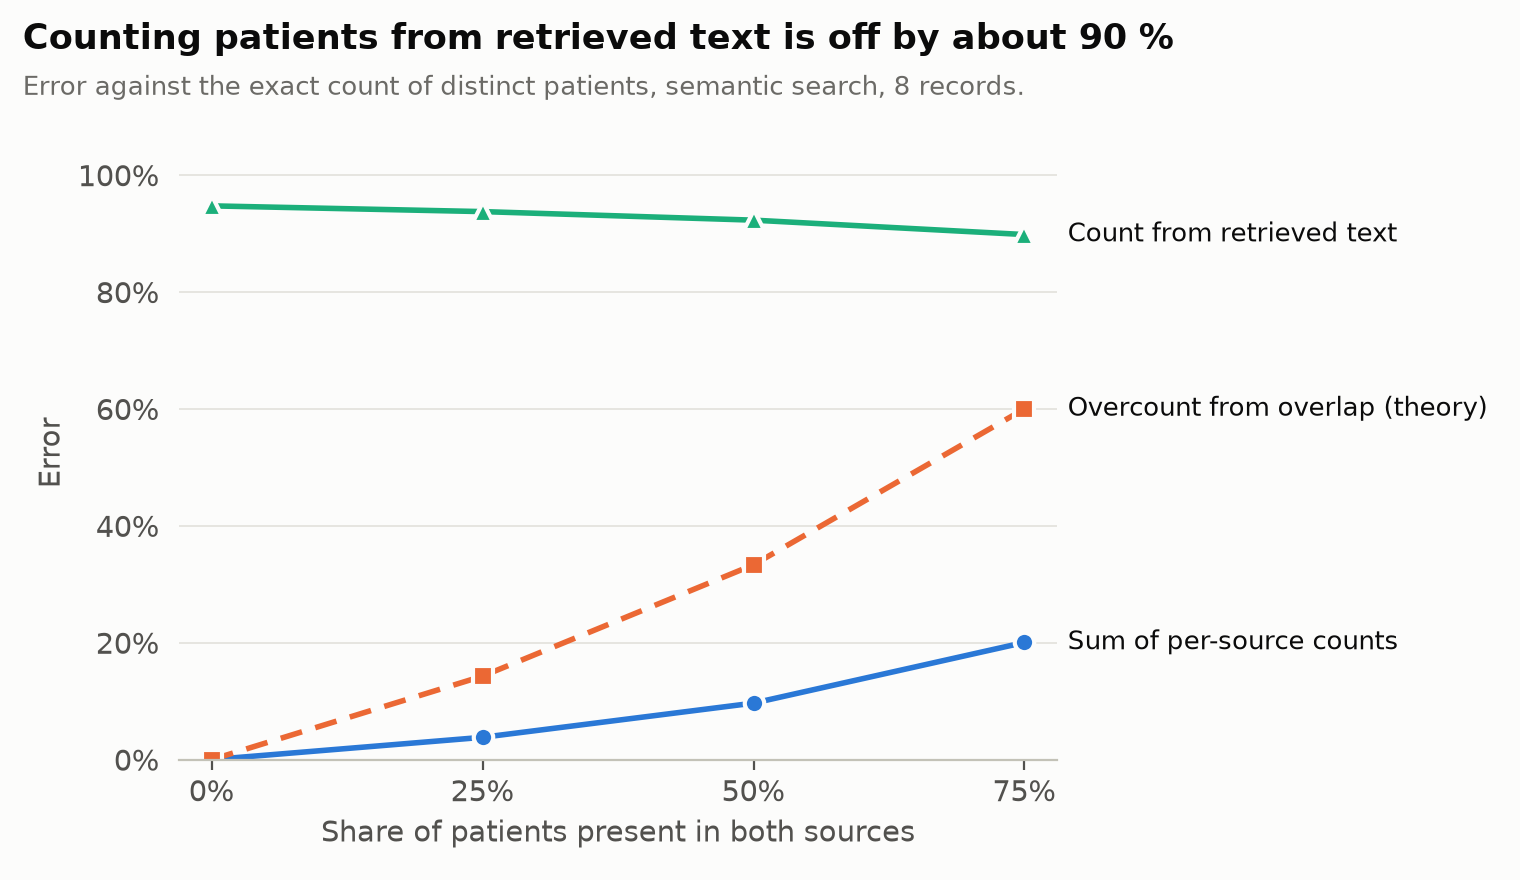 Counting patients from retrieved text is off by about 90 %
Error against the exact count of distinct patients, semantic search, 8 records.
100%
Count from retrieved text
80%
60%
Overcount from overlap (theory)
Error
40%
20%
Sum of per-source counts
0%
0% 25% 50% 75%
Share of patients present in both sources